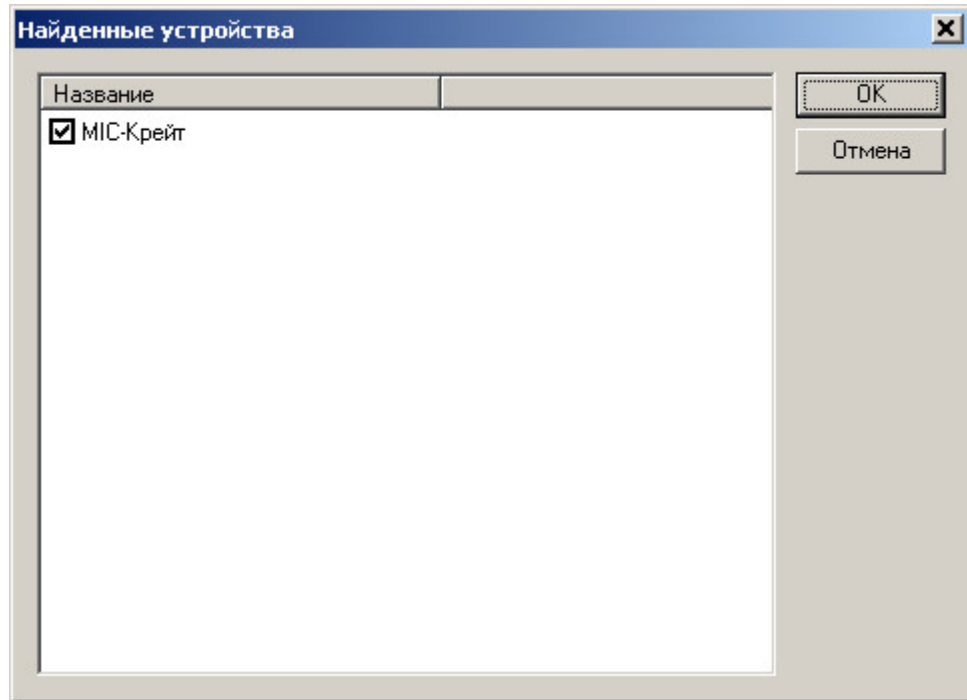 Найденные устройства
Название
OK
MIC-Крейт
Отмена